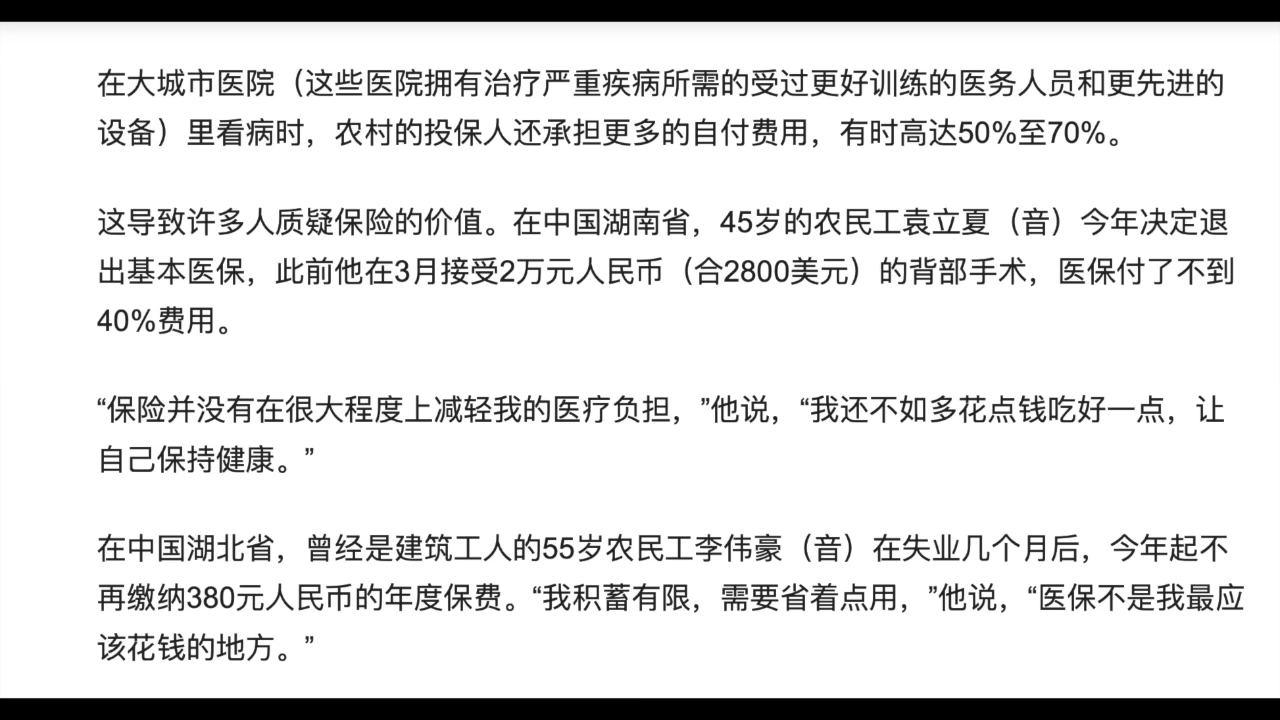 在大城市医院（这些医院拥有治疗严重疾病所需的受过更好训练的医务人员和更先进的
设备）里看病时，农村的投保人还承担更多的自付费用，有时高达50%至70%。
这导致许多人质疑保险的价值。在中国湖南省，45岁的农民工袁立夏（音）今年决定退
出基本医保，此前他在3月接受2万元人民币（合2800美元）的背部手术，医保付了不到
40%费用。
“保险并没有在很大程度上减轻我的医疗负担，”他说，“我还不如多花点钱吃好一点，让
自己保持健康。”
在中国湖北省，曾经是建筑工人的55岁农民工李伟豪（音）在失业几个月后，今年起不
再缴纳380元人民币的年度保费。“我积蓄有限，需要省着点用，”他说，“医保不是我最应
该花钱的地方。”